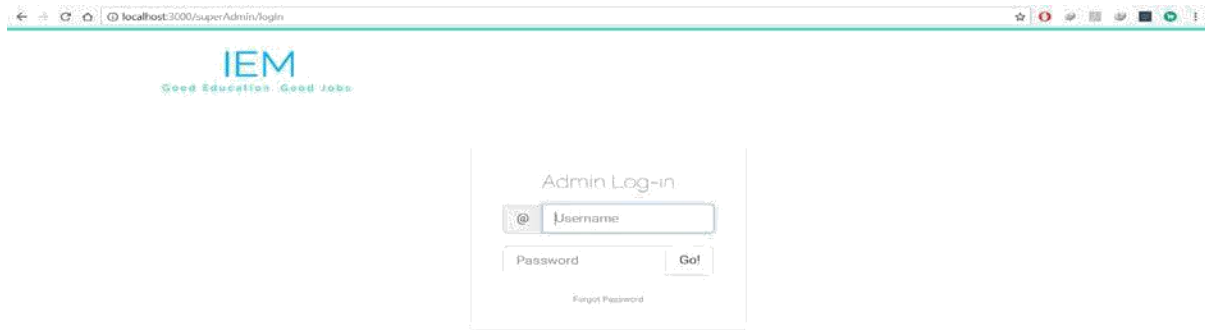 localhost:3000/superAdmin/login
IEM
Good Education. Good Jobs
Admin Log-in
@ Username
Password Go!
Forgot Password